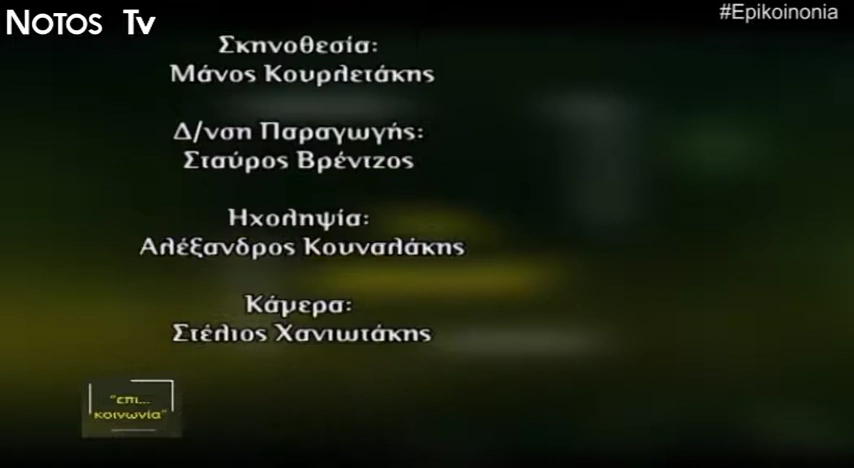 NOTOS TV
#Epikoinonia
Σκηνοθεσία:
Μάνος Κουρλετάκης
Δ/νση Παραγωγής:
Σταύρος Βρέντζος
Ηχοληψία:
Αλέξανδρος Κουναλάκης
Κάμερα:
Στέλιος Χανιωτάκης
"επι...
κοινωνία"